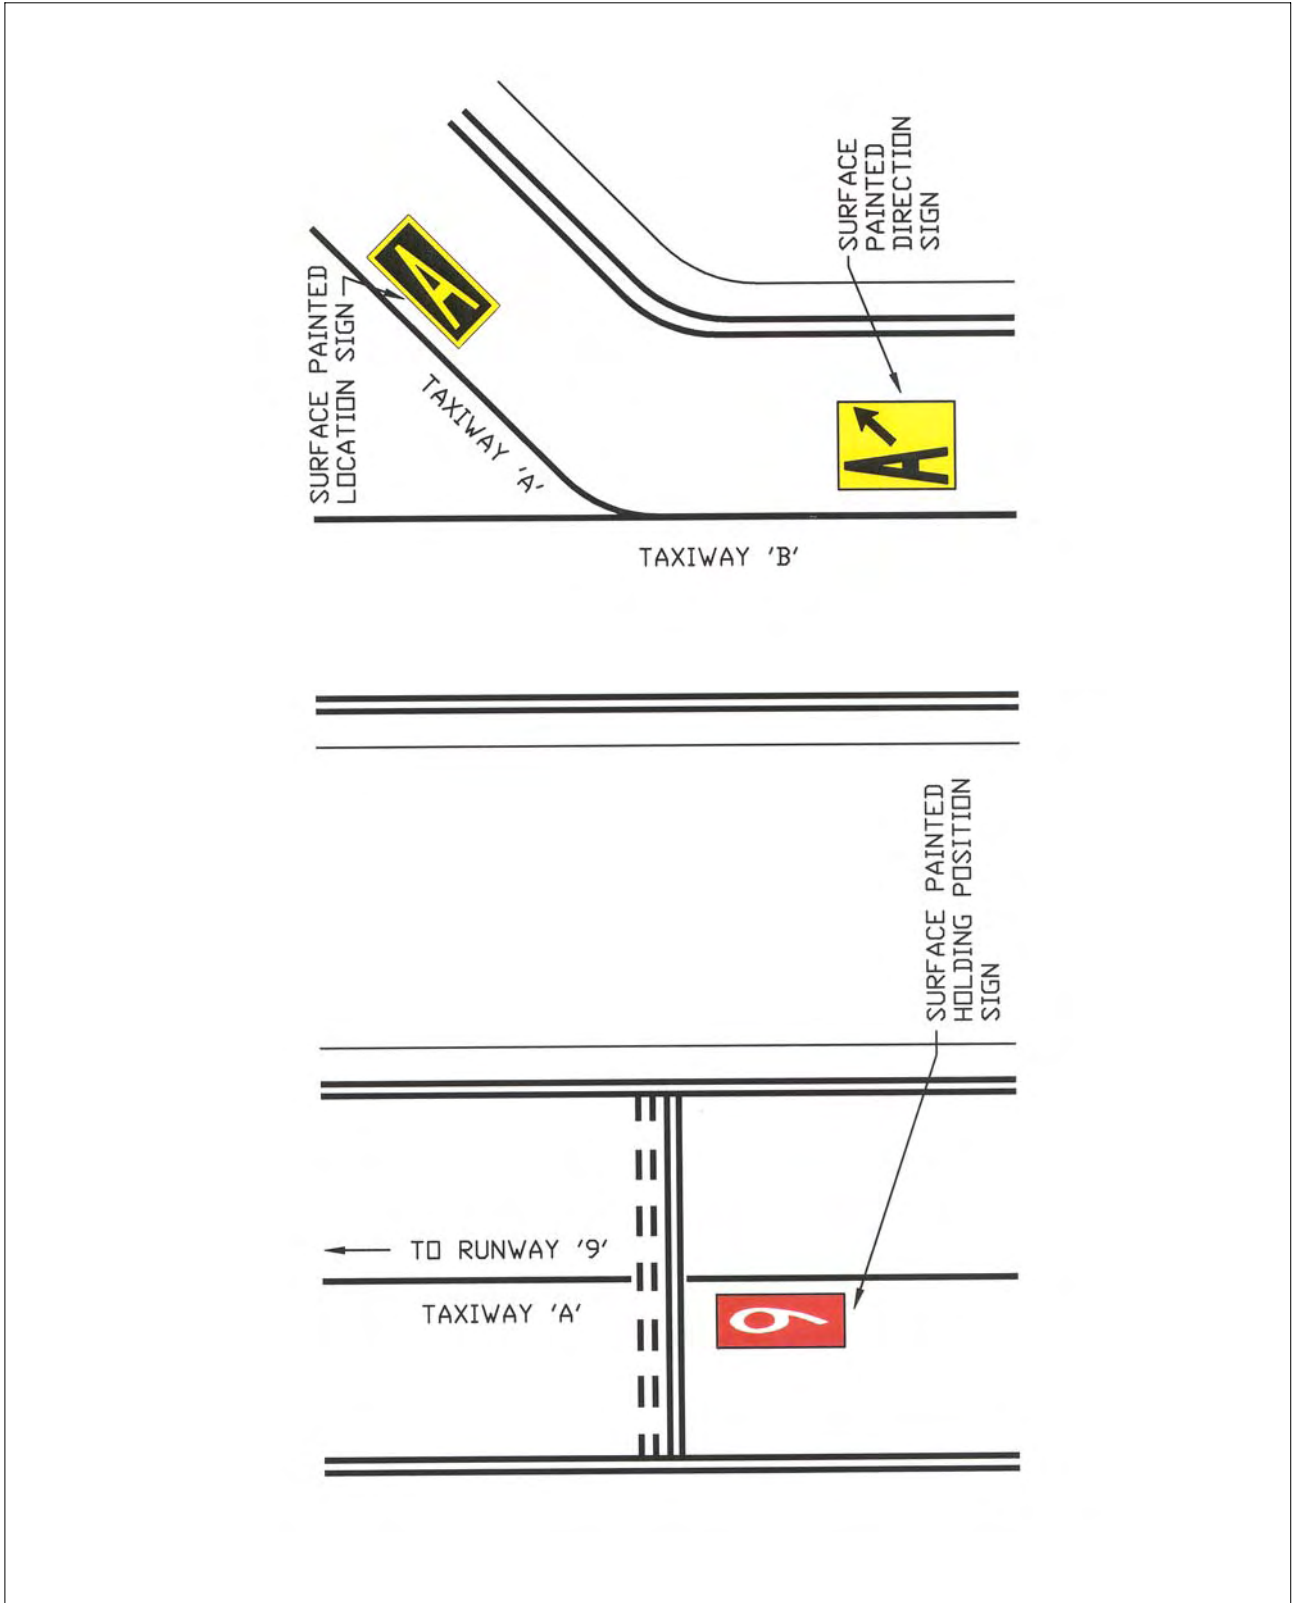 SURFACE PAINTED
LOCATION SIGN
A
TAXIWAY 'A'
SURFACE
PAINTED
DIRECTION
SIGN
A
TAXIWAY 'B'
SURFACE PAINTED
HOLDING POSITION
SIGN
TO RUNWAY '9'
TAXIWAY 'A'
9